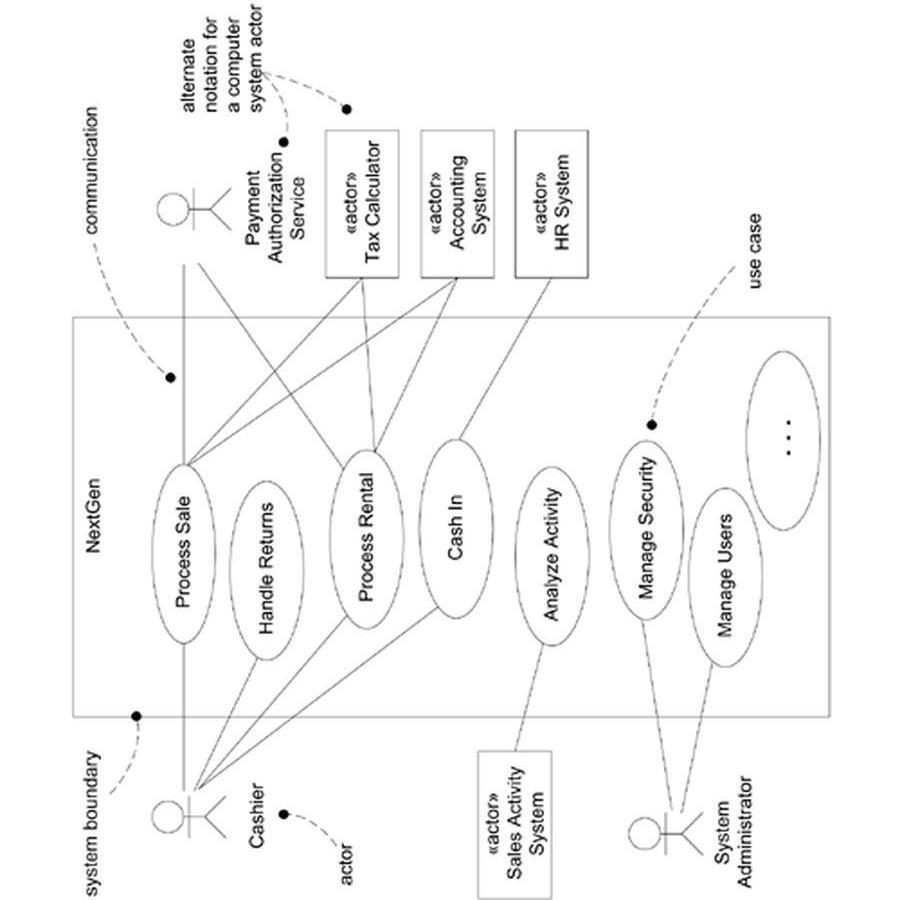 system boundary
communication
alternate
notation for
a computer
system actor
NextGen
Cashier
actor
Process Sale
Handle Returns
Payment
Authorization
Service
Process Rental
«actor»
Tax Calculator
Cash In
«actor»
Accounting
System
«actor»
HR System
«actor»
Sales Activity
System
Analyze Activity
Manage Security
use case
System
Administrator
Manage Users
...